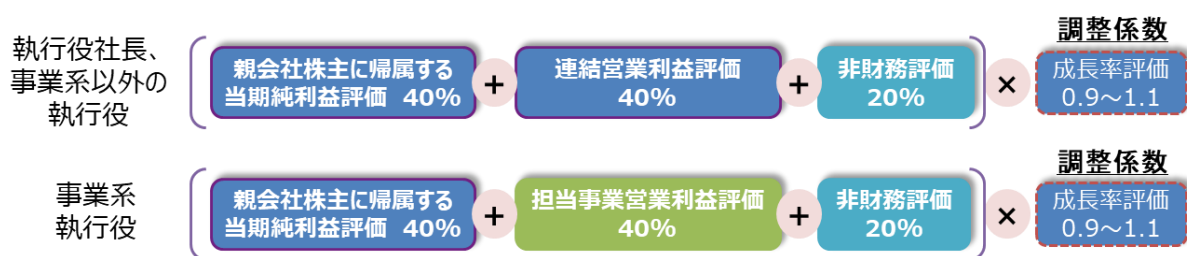 執行役社長、
事業系以外の
執行役
親会社株主に帰属する
当期純利益評価 40%
+
連結営業利益評価
40%
+
非財務評価
20%
×
調整係数
成長率評価
0.9~1.1
事業系
執行役
親会社株主に帰属する
当期純利益評価 40%
+
担当事業営業利益評価
40%
+
非財務評価
20%
×
調整係数
成長率評価
0.9~1.1